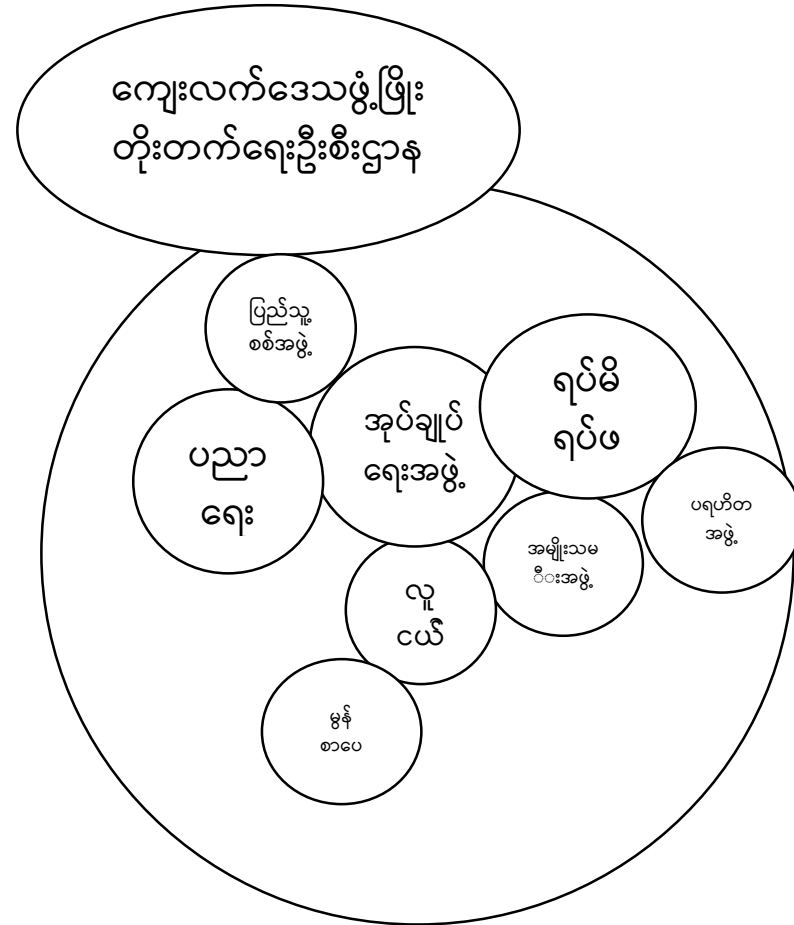 ကျေးလက်ဒေသဖွံ့ဖြိုး
တိုးတက်ရေးဦးစီးဌာန
ပြည်သူ့
စစ်အဖွဲ့
ရပ်မိ
ရပ်ဖ
အုပ်ချုပ်
ရေးအဖွဲ့
ပညာ
ရေး
ပရဟိတ
အဖွဲ့
အမျိုးသမ
ီးအဖွဲ့
လူ
ငယ်
မွန်
စာပေ